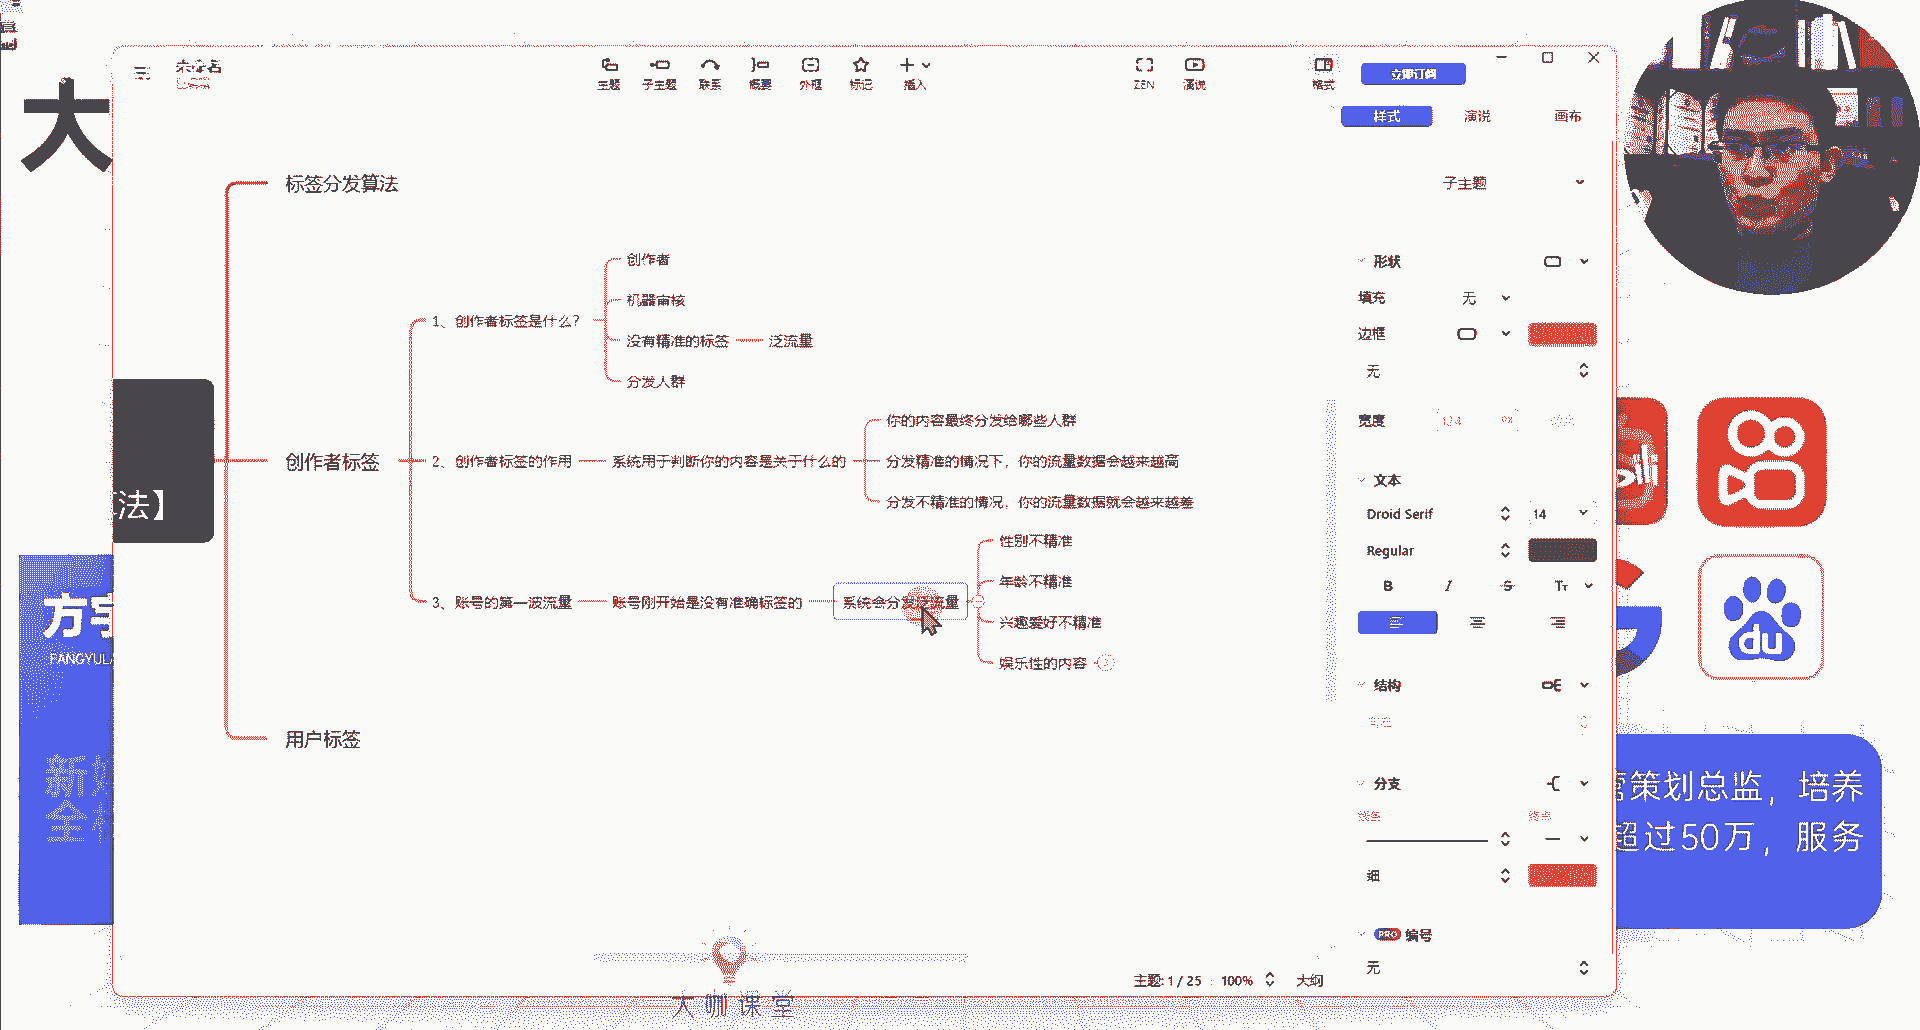 大
未命名
主题
子主题
联系
概要
外框
标记
插入
ZEN
演说
格式
立即订阅
样式
演说
画布
标签分发算法
子主题
创作者
机器审核
1、创作者标签是什么?
没有精准的标签
泛流量
分发人群
形状
填充
无
边框
无
宽度
你的内容最终分发给哪些人群
创作者标签
2、创作者标签的作用
系统用于判断你的内容是关于什么的
分发精准的情况下，你的流量数据会越来越高
分发不精准的情况，你的流量数据就会越来越差
法】
文本
Droid Serif
14
Regular
B
I
S
TT
性别不精准
年龄不精准
3、账号的第一波流量
账号刚开始是没有准确标签的
系统会分发泛流量
兴趣爱好不精准
娱乐性的内容
结构
用户标签
分支
细
PRO 编号
无
主题: 1 / 25
100%
大纲
大咖课堂
方
FANGYUL
新
全
du
策划总监，培养
超过50万，服务